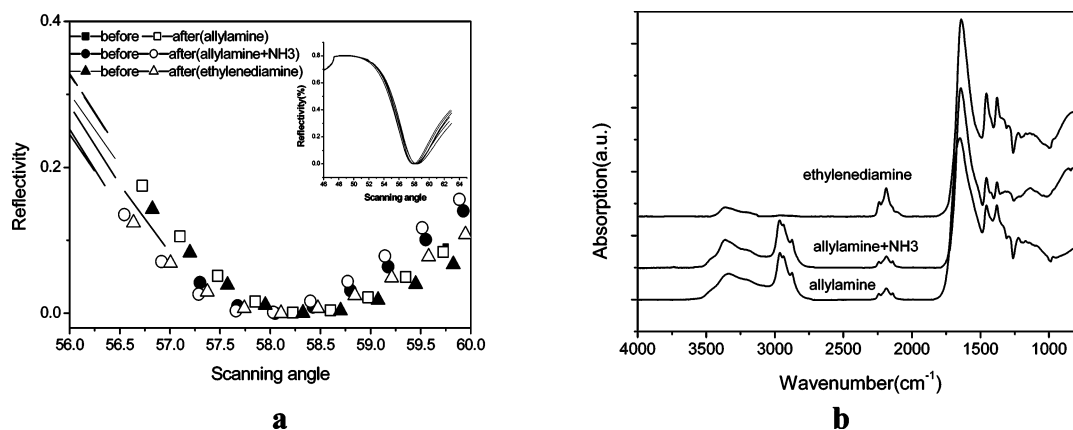 0.4
0.2
0.0
Reflectivity
before after(allylamine)
before after(allylamine+NH3)
before after(ethylenediamine)
56.0 56.5 57.0 57.5 58.0 58.5 59.0 59.5 60.0
Scanning angle
0.8
0.6
0.4
0.2
0.0
Reflectivity(%)
46 48 50 52 54 56 58 60 62 64
Scanning angle
a
Absorption(a.u.)
ethylenediamine
allylamine+NH3
allylamine
4000 3500 3000 2500 2000 1500 1000
Wavenumber(cm-1)
b